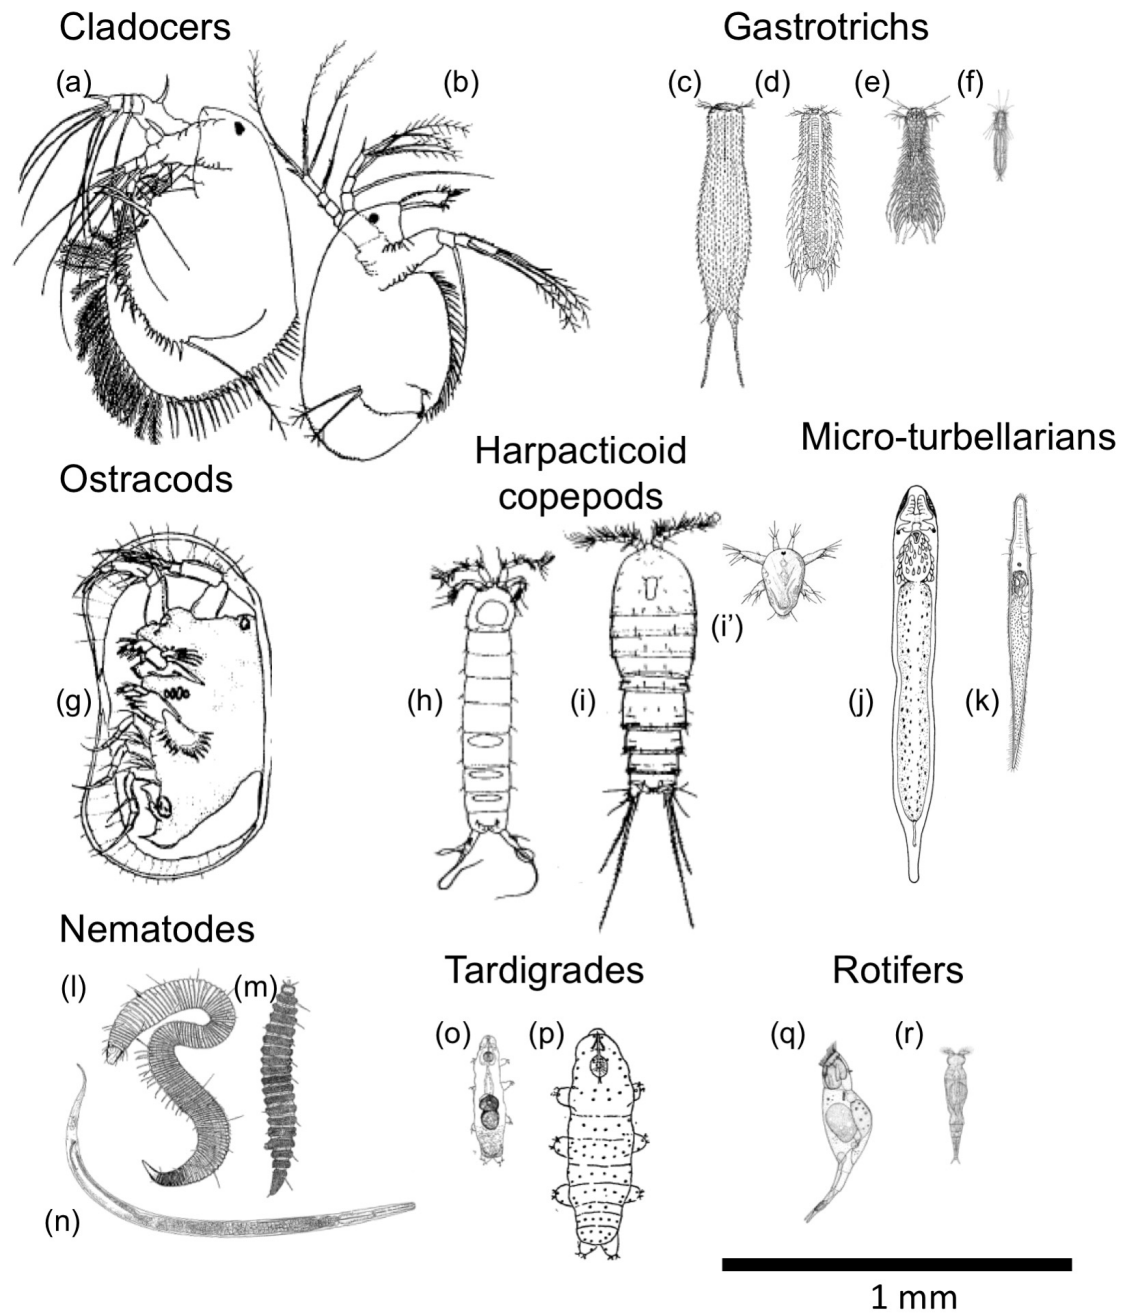 Cladocers
Gastrotrichs
(a)
(b)
(c)
(d)
(e)
(f)
Ostracods
Harpacticoid
copepods
Micro-turbellarians
(g)
(h)
(i)
(i’)
(j)
(k)
Nematodes
Tardigrades
Rotifers
(l)
(m)
(n)
(o)
(p)
(q)
(r)
1 mm